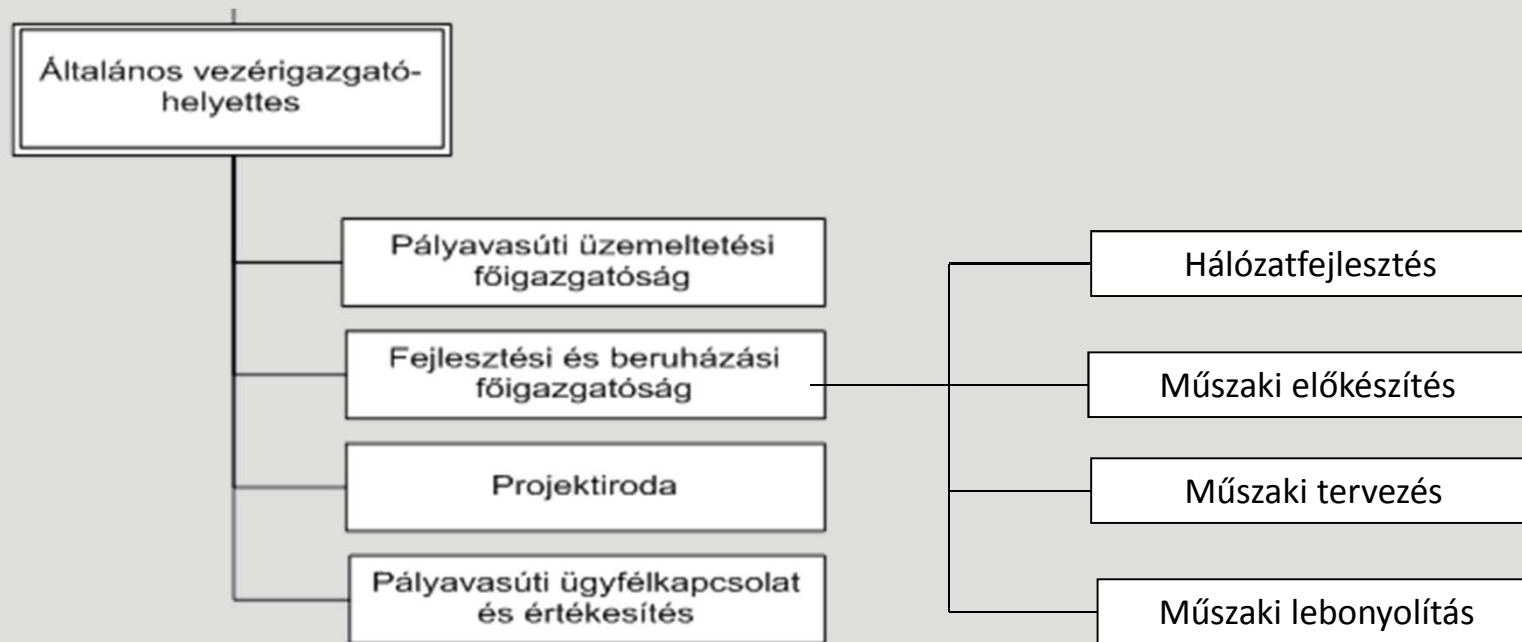 Általános vezérigazgató-
helyettes
Pályavasúti üzemeltetési
főigazgatóság
Fejlesztési és beruházási
főigazgatóság
Projektiroda
Pályavasúti ügyfélkapcsolat
és értékesítés
Hálózatfejlesztés
Műszaki előkészítés
Műszaki tervezés
Műszaki lebonyolítás